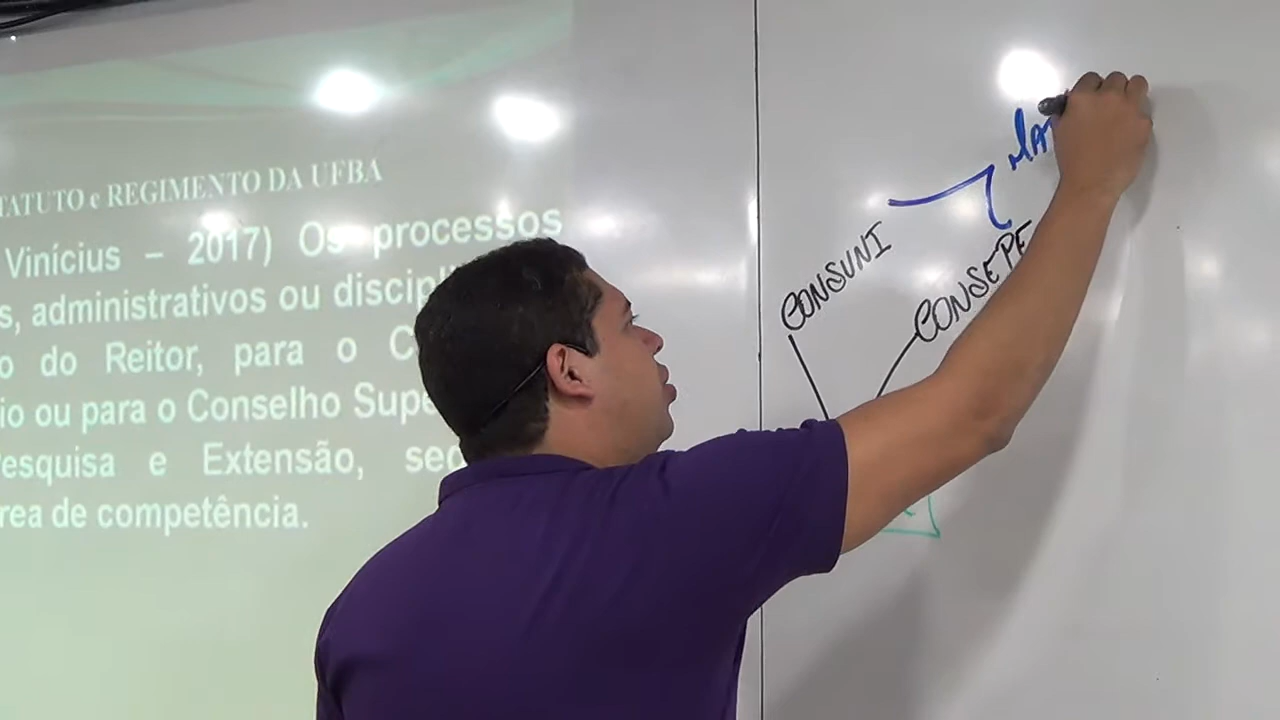 TATUTO e REGIMENTO DA UFBA
Vinícius – 2017) Os processos
s, administrativos ou discipl
o do Reitor, para o C
io ou para o Conselho Supe
esquisa e Extensão, se
rea de competência.
CONSUNI
CONSEPE
MAT